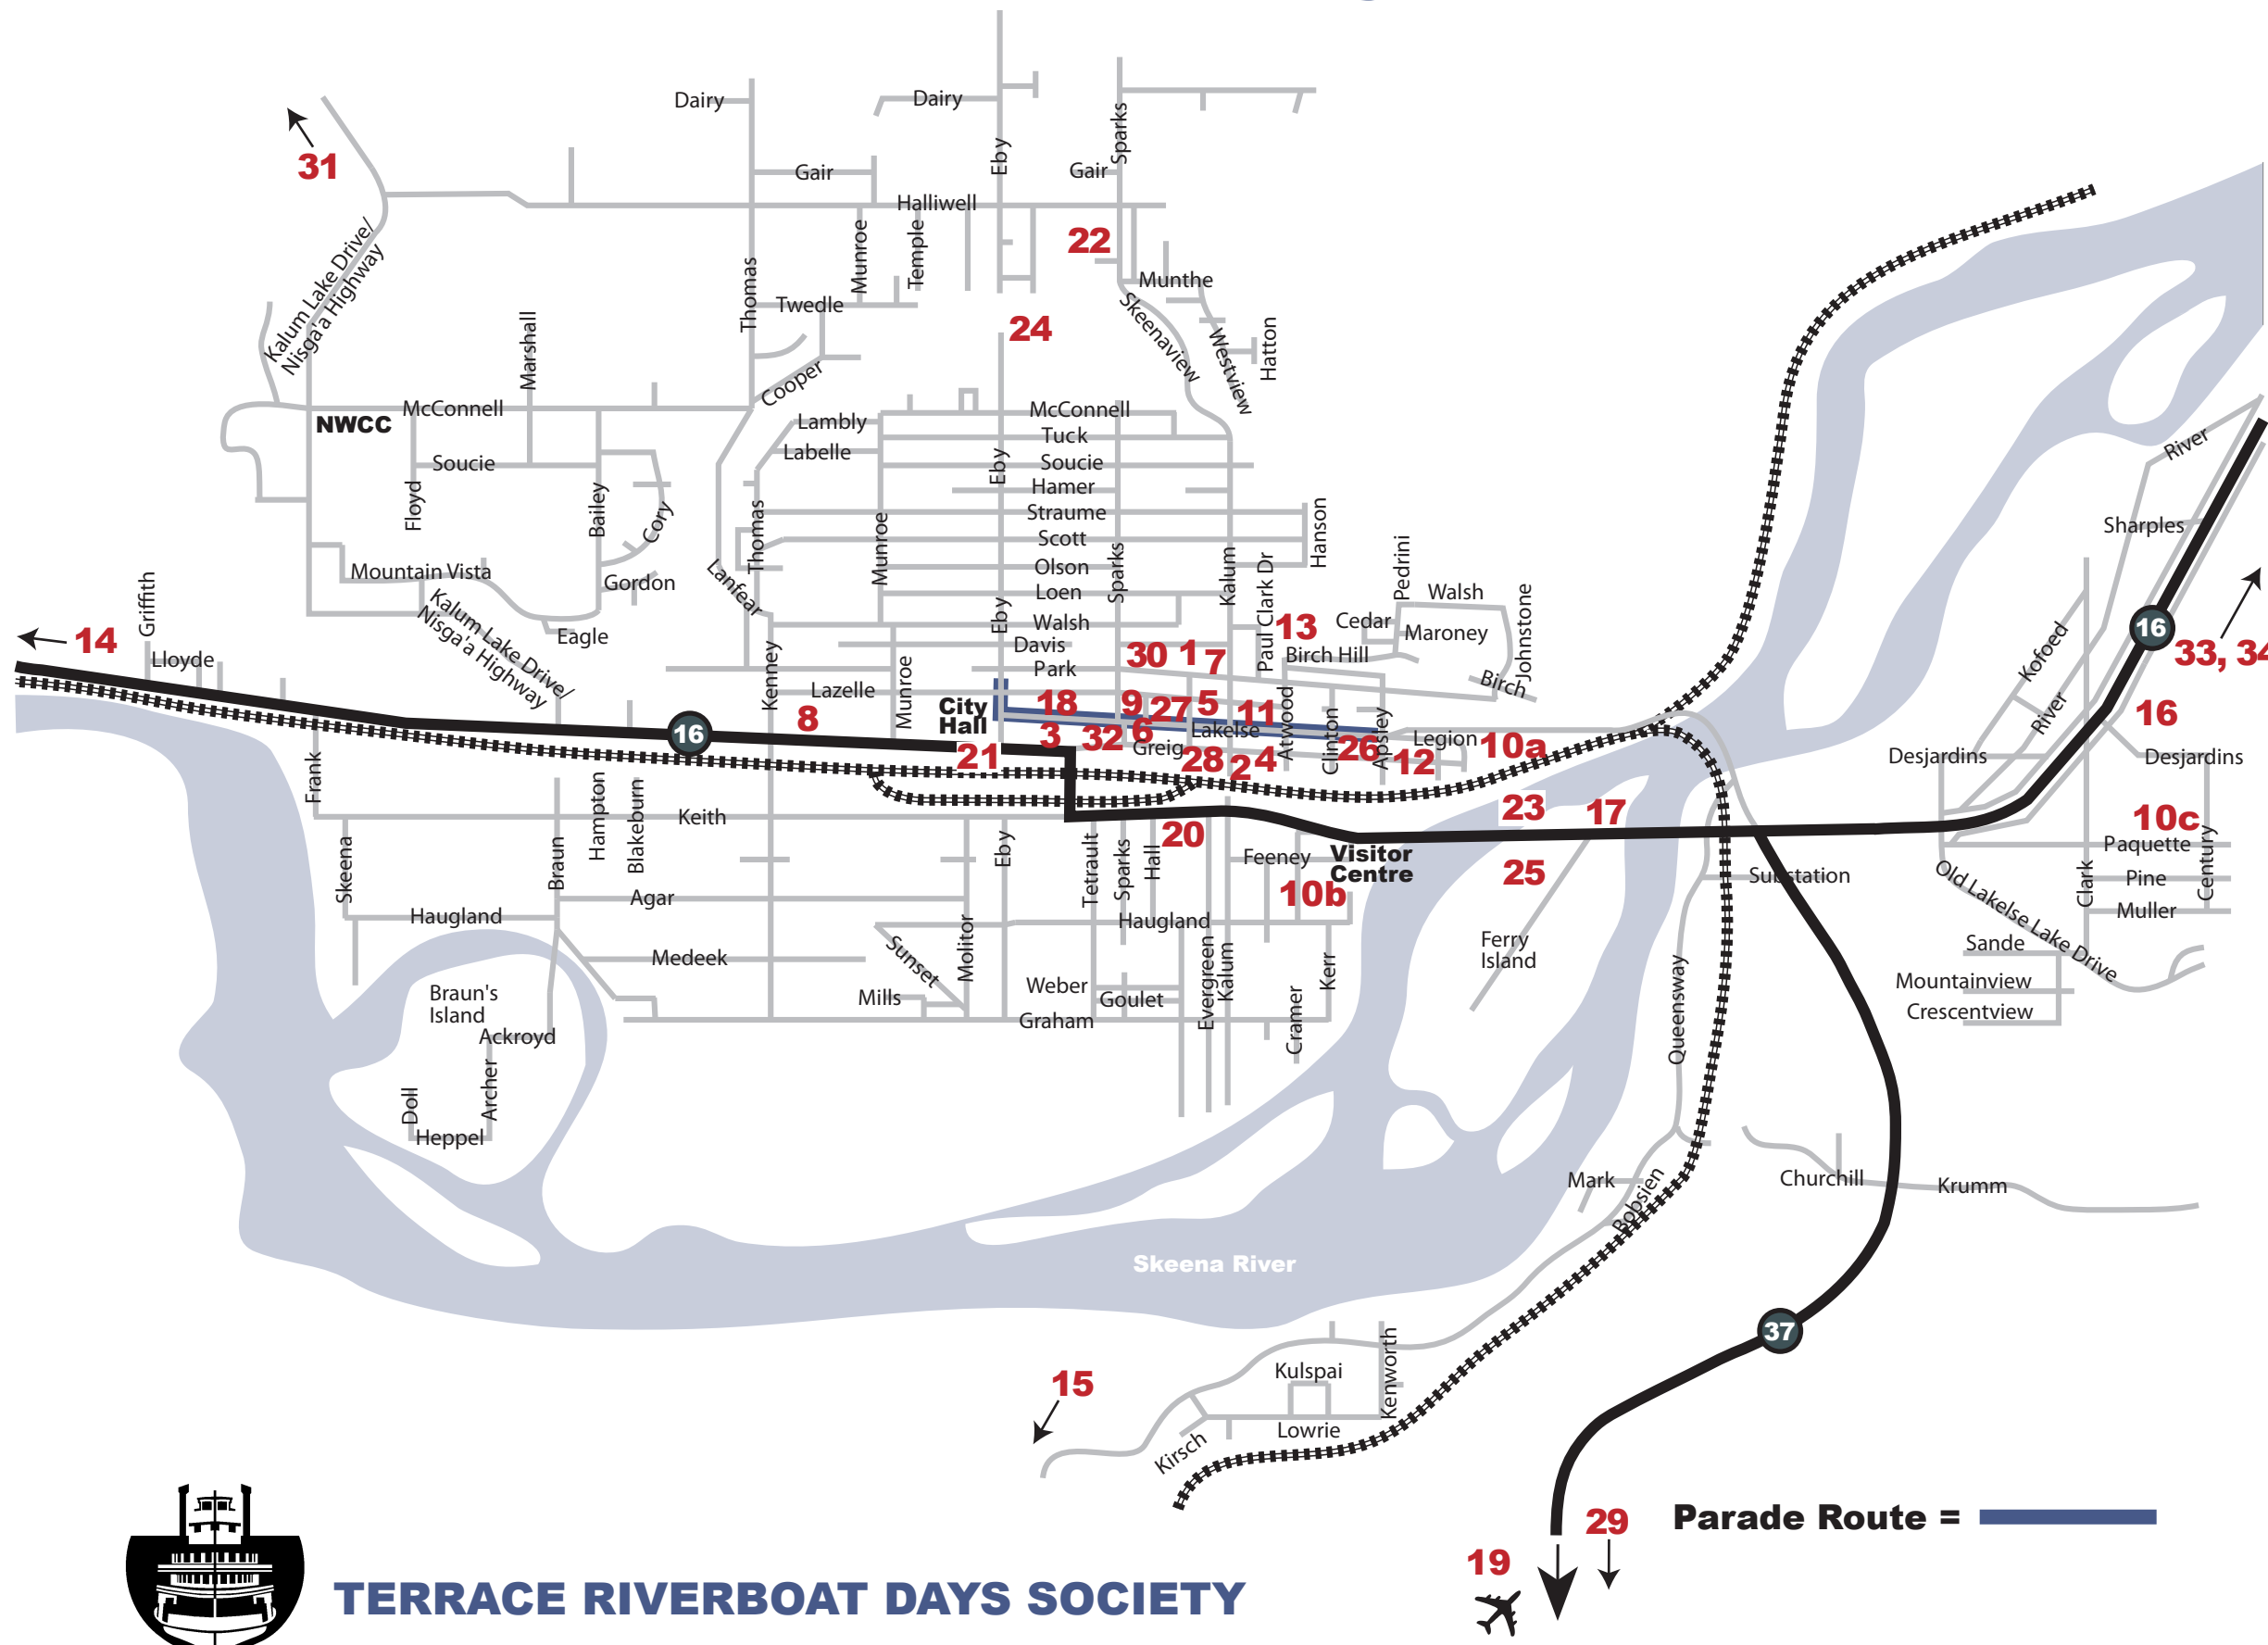 Dairy
Dairy
Eby
Sparks
31
Gair
Gair
Halliwell
Kalum Lake Drive/
Nisga'a Highway
Thomas
Munroe
Temple
22
Munthe
Twedle
24
Skeenaview
Westview
Hatton
Marshall
Cooper
McConnell
NWCC
Lambly
McConnell
Tuck
Labelle
Soucie
Soucie
Eby
Hamer
Floyd
Bailey
Cory
Thomas
Munroe
Straume
Hanson
Scott
Sparks
Kalum
Olson
Paul Clark Dr
Pedrini
Mountain Vista
Gordon
Lanfear
Loen
Walsh
Johnstone
Griffith
Kalum Lake Drive/
Nisga'a Highway
Eagle
Eby
Walsh
13
Cedar
Maroney
14
Lloyde
Davis
30
1
7
Birch Hill
Park
Birch
Kenney
Lazelle
Munroe
City
Hall
18
9
27
5
11
Atwood
Clinton
Apsley
16
8
21
3
32
6
Lakelse
Greig
28
2
4
26
12
Legion
10a
River
Sharples
16
33, 34
Kofoed
River
16
Desjardins
Desjardins
Frank
Hampton
Blakeburn
Keith
23
17
10c
20
Skeena
Braun
Eby
Tetrault
Sparks
Hall
Feeney
Visitor
Centre
25
Paquette
Century
Substation
Old Lakelse Lake Drive
Clark
Pine
Muller
Agar
10b
Haugland
Haugland
Sunset
Molitor
Ferry
Island
Sande
Medeek
Evergreen
Kalum
Kerr
Queensway
Mountainview
Crescentview
Braun's
Island
Mills
Weber
Goulet
Graham
Cramer
Ackroyd
Archer
Doll
Heppel
Mark
Bobsien
Churchill
Krumm
Skeena River
37
15
Kulspai
Kenworth
Lowrie
Kirsch
29
Parade Route =
19
TERRACE RIVERBOAT DAYS SOCIETY